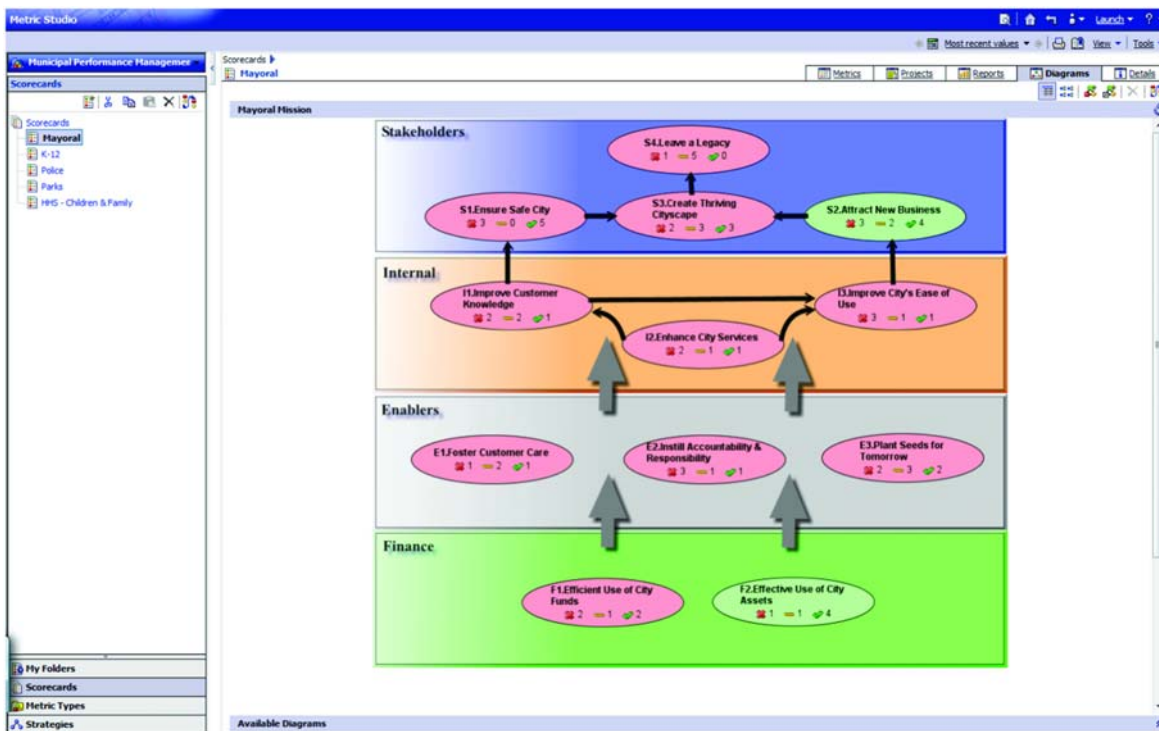 Metric Studio
Launch
?
Most recent values
View
Tools
Municipal Performance Managemer
Scorecards
Scorecards
Mayoral
K-12
Police
Parks
HHS - Children & Family
My Folders
Scorecards
Metric Types
Strategies
Scorecards
Mayoral
Metrics
Projects
Reports
Diagrams
Details
Mayoral Mission
Stakeholders
S4.Leave a Legacy
1 5 0
S1.Ensure Safe City
3 0 5
S3.Create Thriving
Cityscape
2 3 3
S2.Attract New Business
3 2 4
Internal
I1.Improve Customer
Knowledge
2 2 1
I3.Improve City's Ease of
Use
3 1 1
I2.Enhance City Services
2 1 1
Enablers
E1.Foster Customer Care
1 2 1
E2.Instill Accountability &
Responsibility
3 1 1
E3.Plant Seeds for
Tomorrow
2 3 2
Finance
F1.Efficient Use of City
Funds
2 1 2
F2.Effective Use of City
Assets
1 1 4
Available Diagrams